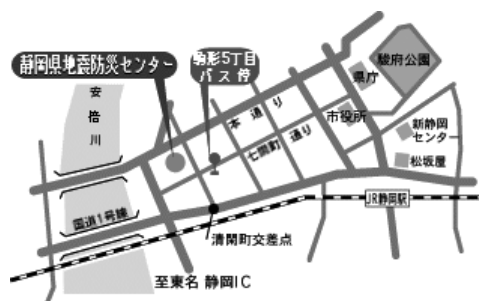 静岡県地震防災センター
駒形5丁目
バス停
駿府公園
県庁
市役所
新静岡
センター
松坂屋
安倍川
本通り
七間町通り
国道1号線
JR静岡駅
清閑町交差点
至東名 静岡IC